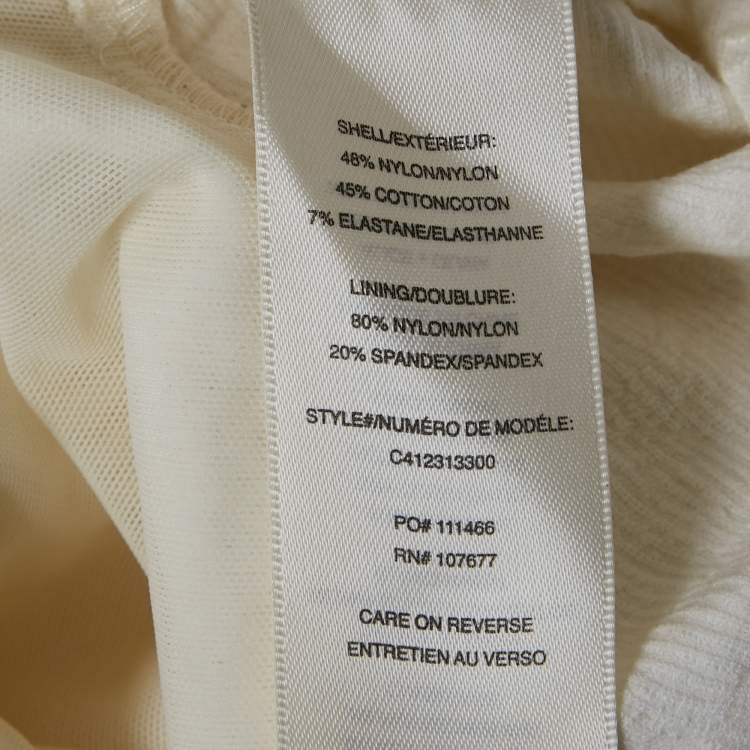 SHELL/EXTÉRIEUR:
48% NYLON/NYLON
45% COTTON/COTON
7% ELASTANE/ELASTHANNE
LINING/DOUBLURE:
80% NYLON/NYLON
20% SPANDEX/SPANDEX
STYLE#/NUMÉRO DE MODÉLE:
C412313300
PO# 111466
RN# 107677
CARE ON REVERSE
ENTRETIEN AU VERSO